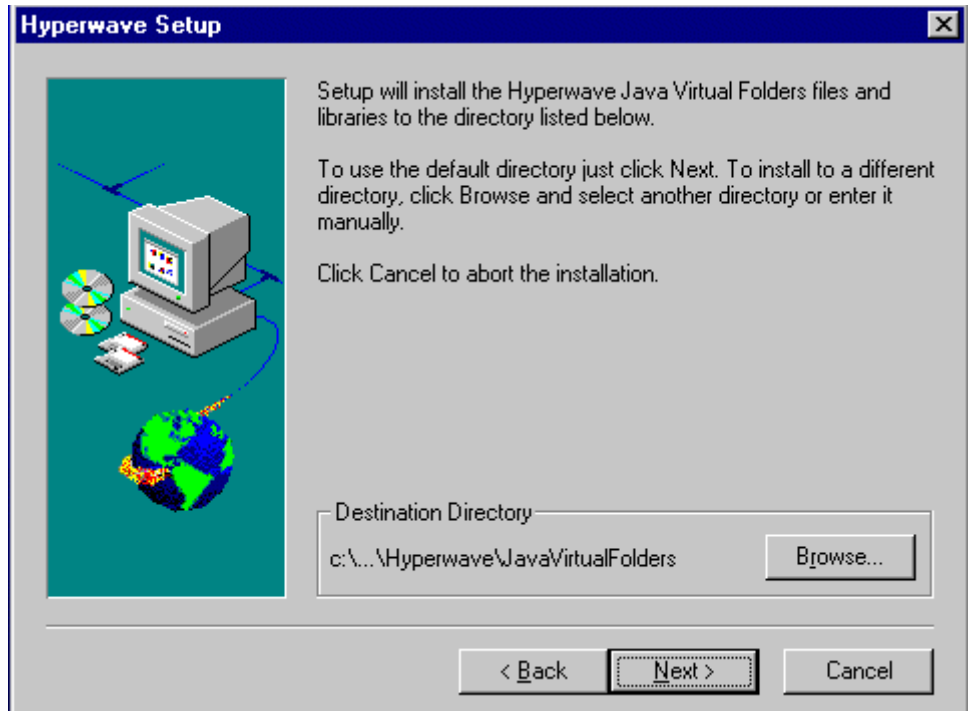 Hyperwave Setup
Setup will install the Hyperwave Java Virtual Folders files and
libraries to the directory listed below.
To use the default directory just click Next. To install to a different
directory, click Browse and select another directory or enter it
manually.
Click Cancel to abort the installation.
Destination Directory
c:\...\Hyperwave\JavaVirtualFolders
Browse...
< Back
Next >
Cancel